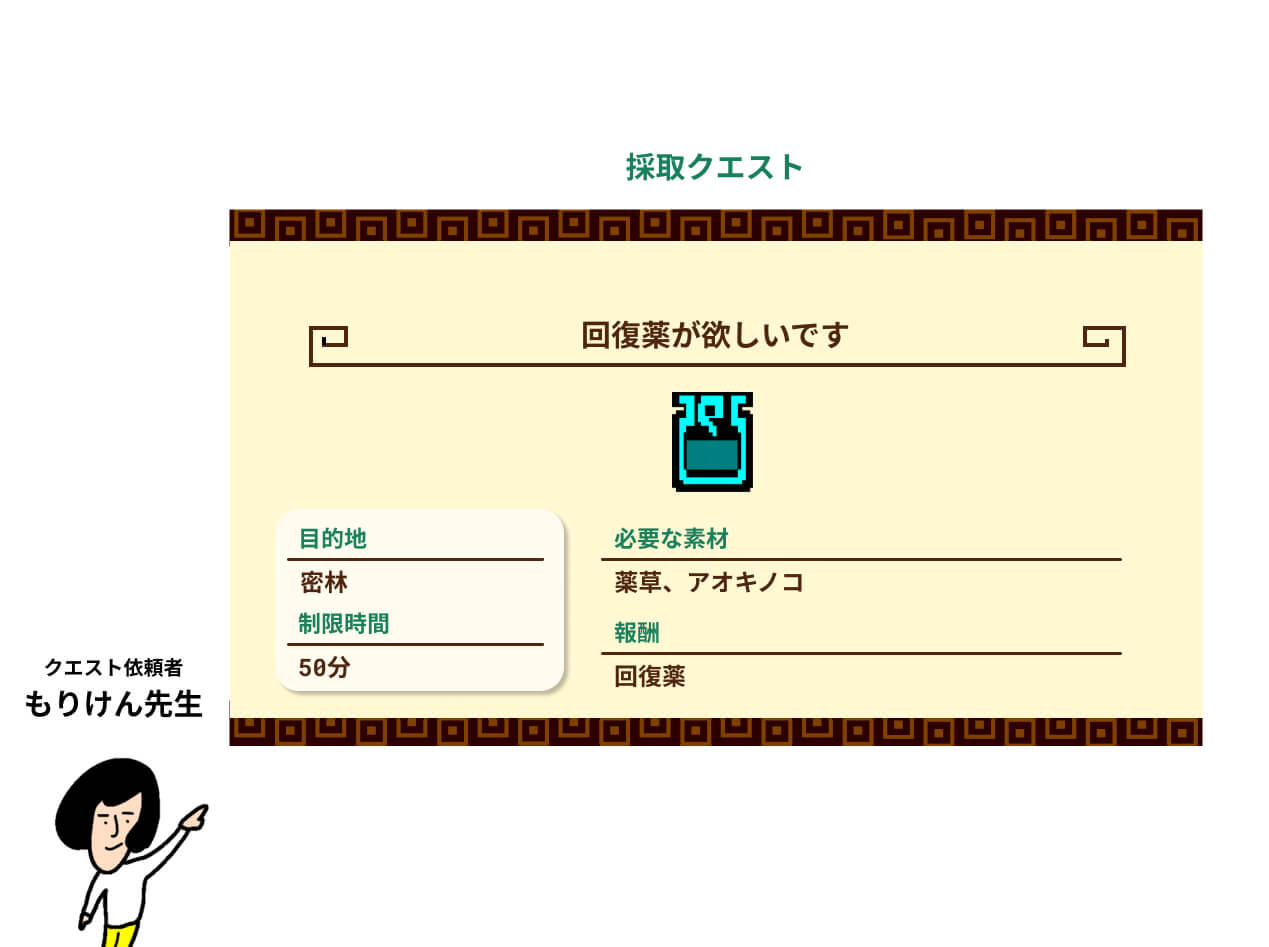 採取クエスト
回復薬が欲しいです
目的地
密林
制限時間
50分
必要な素材
薬草、アオキノコ
報酬
回復薬
クエスト依頼者
もりけん先生